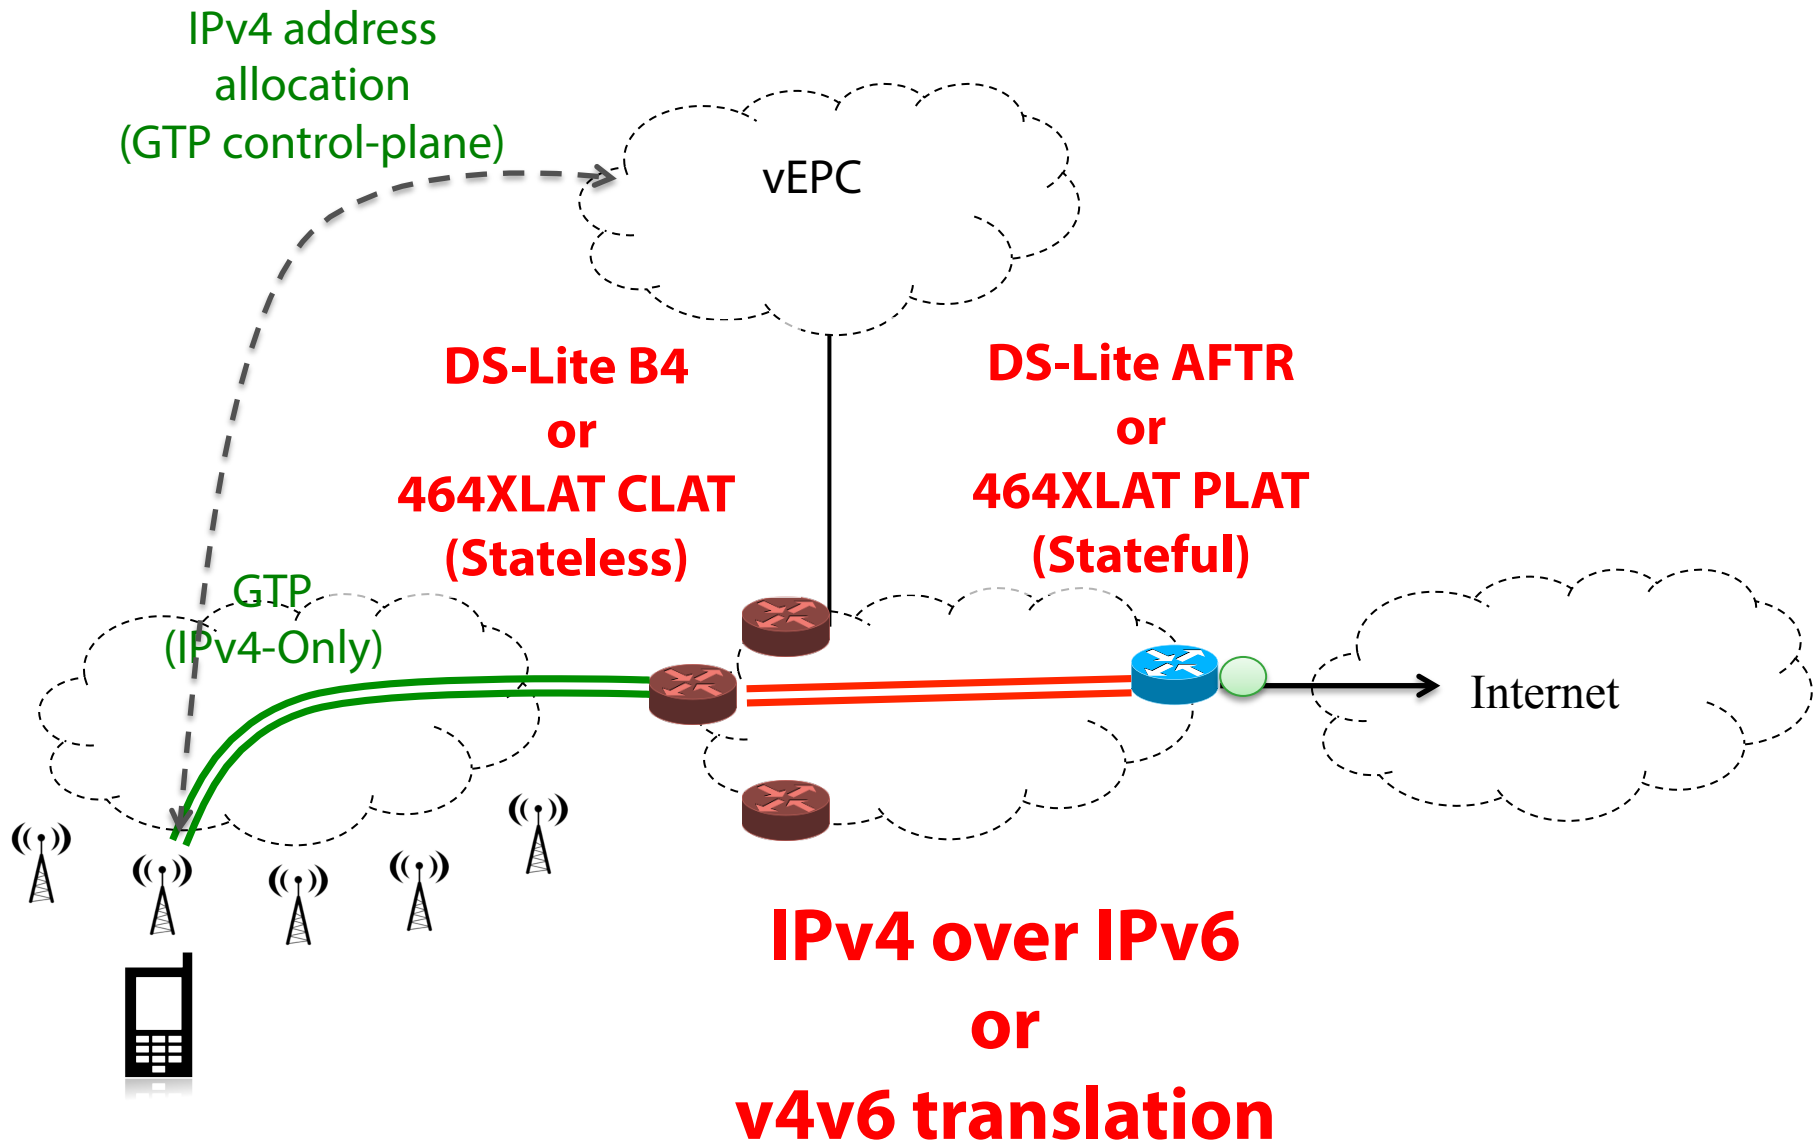 IPv4 address
allocation
(GTP control-plane)
vEPC
DS-Lite B4
or
464XLAT CLAT
(Stateless)
DS-Lite AFTR
or
464XLAT PLAT
(Stateful)
GTP
(IPv4-Only)
Internet
IPv4 over IPv6
or
v4v6 translation